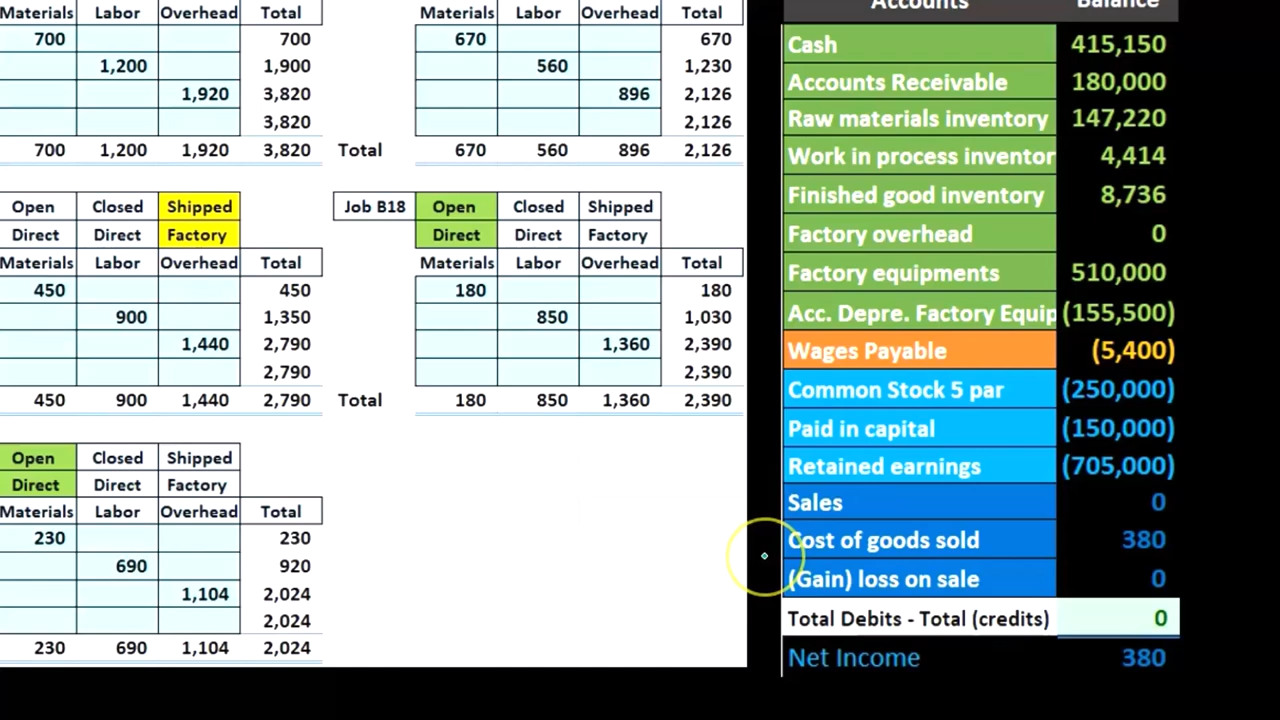 Materials Labor Overhead Total
700 700
1,200 1,900
1,920 3,820
3,820
700 1,200 1,920 3,820
Materials Labor Overhead Total
670 670
560 1,230
896 2,126
2,126
Total 670 560 896 2,126
Open Closed Shipped
Direct Direct Factory
Materials Labor Overhead Total
450 450
900 1,350
1,440 2,790
2,790
450 900 1,440 2,790
Job B18 Open Closed Shipped
Direct Direct Factory
Materials Labor Overhead Total
180 180
850 1,030
1,360 2,390
2,390
Total 180 850 1,360 2,390
Open Closed Shipped
Direct Direct Factory
Materials Labor Overhead Total
230 230
690 920
1,104 2,024
2,024
230 690 1,104 2,024
Accounts Balance
Cash 415,150
Accounts Receivable 180,000
Raw materials inventory 147,220
Work in process inventor 4,414
Finished good inventory 8,736
Factory overhead 0
Factory equipments 510,000
Acc. Depre. Factory Equip (155,500)
Wages Payable (5,400)
Common Stock 5 par (250,000)
Paid in capital (150,000)
Retained earnings (705,000)
Sales 0
Cost of goods sold 380
(Gain) loss on sale 0
Total Debits - Total (credits) 0
Net Income 380